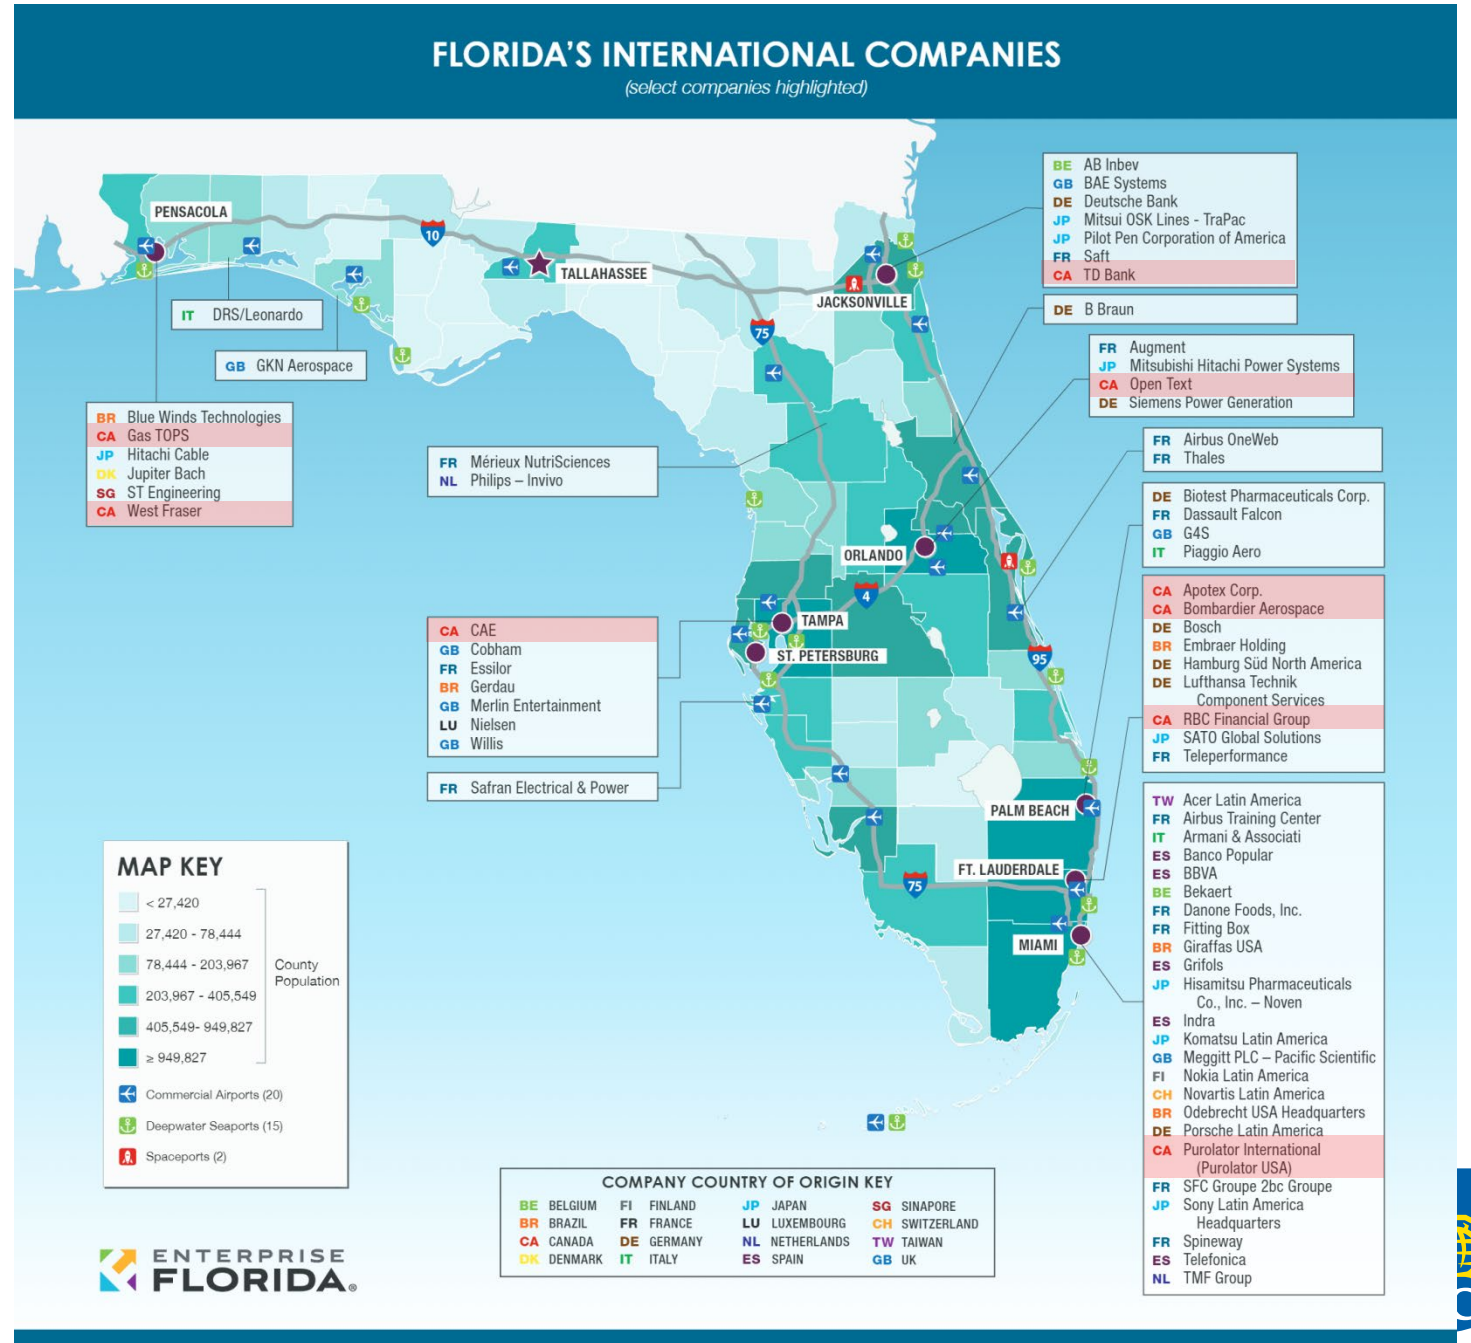 FLORIDA'S INTERNATIONAL COMPANIES
(select companies highlighted)
PENSACOLA
10
TALLAHASSEE
JACKSONVILLE
75
ORLANDO
4
TAMPA
ST. PETERSBURG
95
PALM BEACH
FT. LAUDERDALE
75
MIAMI
IT DRS/Leonardo
GB GKN Aerospace
BR Blue Winds Technologies
CA Gas TOPS
JP Hitachi Cable
DK Jupiter Bach
SG ST Engineering
CA West Fraser
FR Mérieux NutriSciences
NL Philips – Invivo
CA CAE
GB Cobham
FR Essilor
BR Gerdau
GB Merlin Entertainment
LU Nielsen
GB Willis
FR Safran Electrical & Power
BE AB Inbev
GB BAE Systems
DE Deutsche Bank
JP Mitsui OSK Lines - TraPac
JP Pilot Pen Corporation of America
FR Saft
CA TD Bank
DE B Braun
FR Augment
JP Mitsubishi Hitachi Power Systems
CA Open Text
DE Siemens Power Generation
FR Airbus OneWeb
FR Thales
DE Biotest Pharmaceuticals Corp.
FR Dassault Falcon
GB G4S
IT Piaggio Aero
CA Apotex Corp.
CA Bombardier Aerospace
DE Bosch
BR Embraer Holding
DE Hamburg Süd North America
DE Lufthansa Technik
Component Services
CA RBC Financial Group
JP SATO Global Solutions
FR Teleperformance
TW Acer Latin America
FR Airbus Training Center
IT Armani & Associati
ES Banco Popular
ES BBVA
BE Bekaert
FR Danone Foods, Inc.
FR Fitting Box
BR Giraffas USA
ES Grifols
JP Hisamitsu Pharmaceuticals
Co., Inc. – Noven
ES Indra
JP Komatsu Latin America
GB Meggitt PLC – Pacific Scientific
FI Nokia Latin America
CH Novartis Latin America
BR Odebrecht USA Headquarters
DE Porsche Latin America
CA Purolator International
(Purolator USA)
FR SFC Groupe 2bc Groupe
JP Sony Latin America
Headquarters
FR Spineway
ES Telefonica
NL TMF Group
MAP KEY
< 27,420
27,420 - 78,444
78,444 - 203,967
203,967 - 405,549
405,549- 949,827
≥ 949,827
County
Population
Commercial Airports (20)
Deepwater Seaports (15)
Spaceports (2)
COMPANY COUNTRY OF ORIGIN KEY
BE BELGIUM FI FINLAND JP JAPAN SG SINAPORE
BR BRAZIL FR FRANCE LU LUXEMBOURG CH SWITZERLAND
CA CANADA DE GERMANY NL NETHERLANDS TW TAIWAN
DK DENMARK IT ITALY ES SPAIN GB UK
ENTERPRISE
FLORIDA®